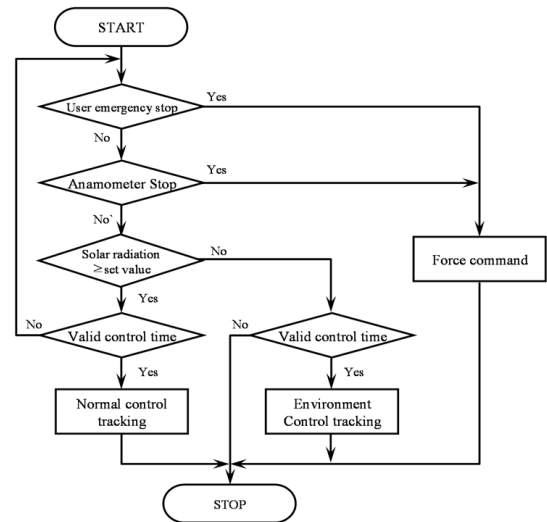 START
User emergency stop
Yes
No
Anamometer Stop
Yes
No`
Solar radiation
≥set value
No
Yes
Force command
No
Valid control time
No
Valid control time
Yes
Yes
Normal control
tracking
Environment
Control tracking
STOP